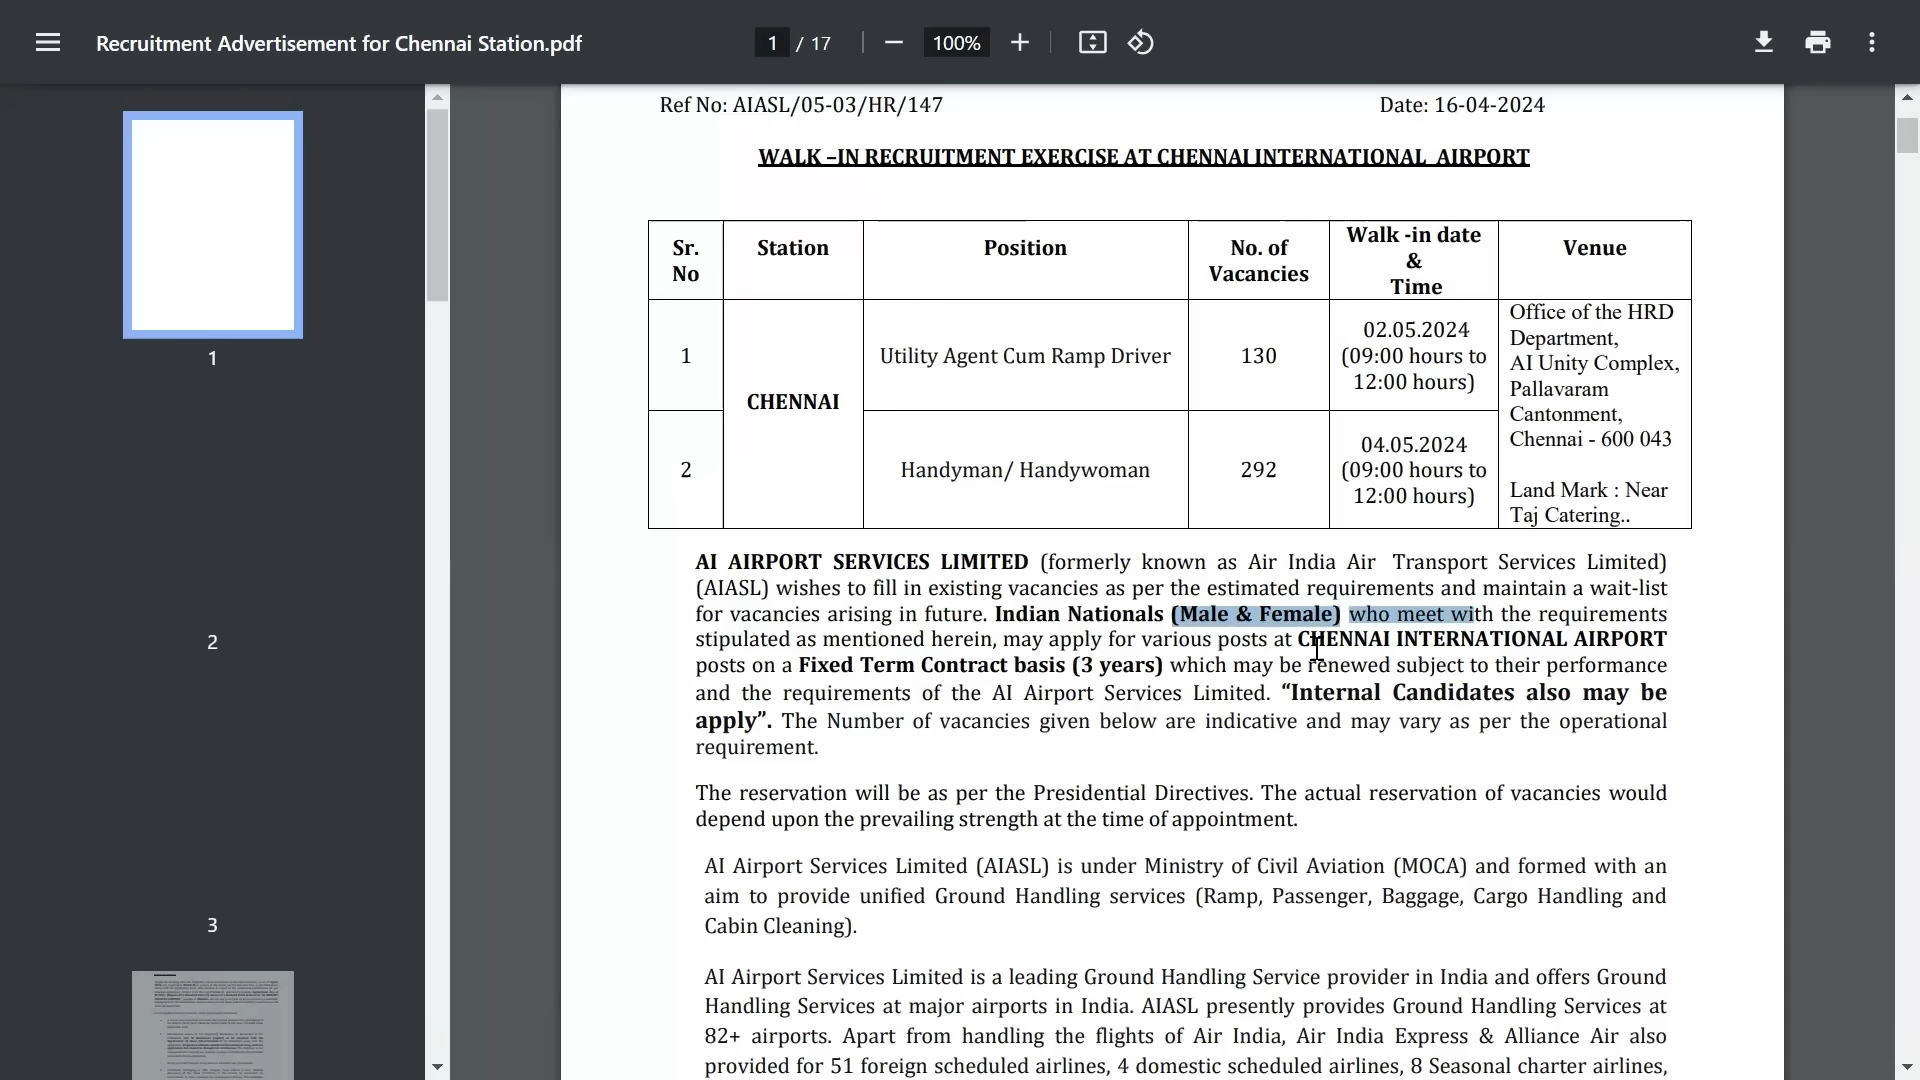 Recruitment Advertisement for Chennai Station.pdf
1 / 17
100%
1
2
3
Ref No: AIASL/05-03/HR/147 Date: 16-04-2024
WALK –IN RECRUITMENT EXERCISE AT CHENNAI INTERNATIONAL AIRPORT
Sr. No Station Position No. of Vacancies Walk -in date & Time Venue
1 CHENNAI Utility Agent Cum Ramp Driver 130 02.05.2024 (09:00 hours to 12:00 hours)
2 Handyman/ Handywoman 292 04.05.2024 (09:00 hours to 12:00 hours)
Office of the HRD
Department,
AI Unity Complex,
Pallavaram
Cantonment,
Chennai - 600 043
Land Mark : Near
Taj Catering..
AI AIRPORT SERVICES LIMITED (formerly known as Air India Air Transport Services Limited)
(AIASL) wishes to fill in existing vacancies as per the estimated requirements and maintain a wait-list
for vacancies arising in future. Indian Nationals (Male & Female) who meet with the requirements
stipulated as mentioned herein, may apply for various posts at CHENNAI INTERNATIONAL AIRPORT
posts on a Fixed Term Contract basis (3 years) which may be renewed subject to their performance
and the requirements of the AI Airport Services Limited. “Internal Candidates also may be
apply”. The Number of vacancies given below are indicative and may vary as per the operational
requirement.
The reservation will be as per the Presidential Directives. The actual reservation of vacancies would
depend upon the prevailing strength at the time of appointment.
AI Airport Services Limited (AIASL) is under Ministry of Civil Aviation (MOCA) and formed with an
aim to provide unified Ground Handling services (Ramp, Passenger, Baggage, Cargo Handling and
Cabin Cleaning).
AI Airport Services Limited is a leading Ground Handling Service provider in India and offers Ground
Handling Services at major airports in India. AIASL presently provides Ground Handling Services at
82+ airports. Apart from handling the flights of Air India, Air India Express & Alliance Air also
provided for 51 foreign scheduled airlines, 4 domestic scheduled airlines, 8 Seasonal charter airlines,